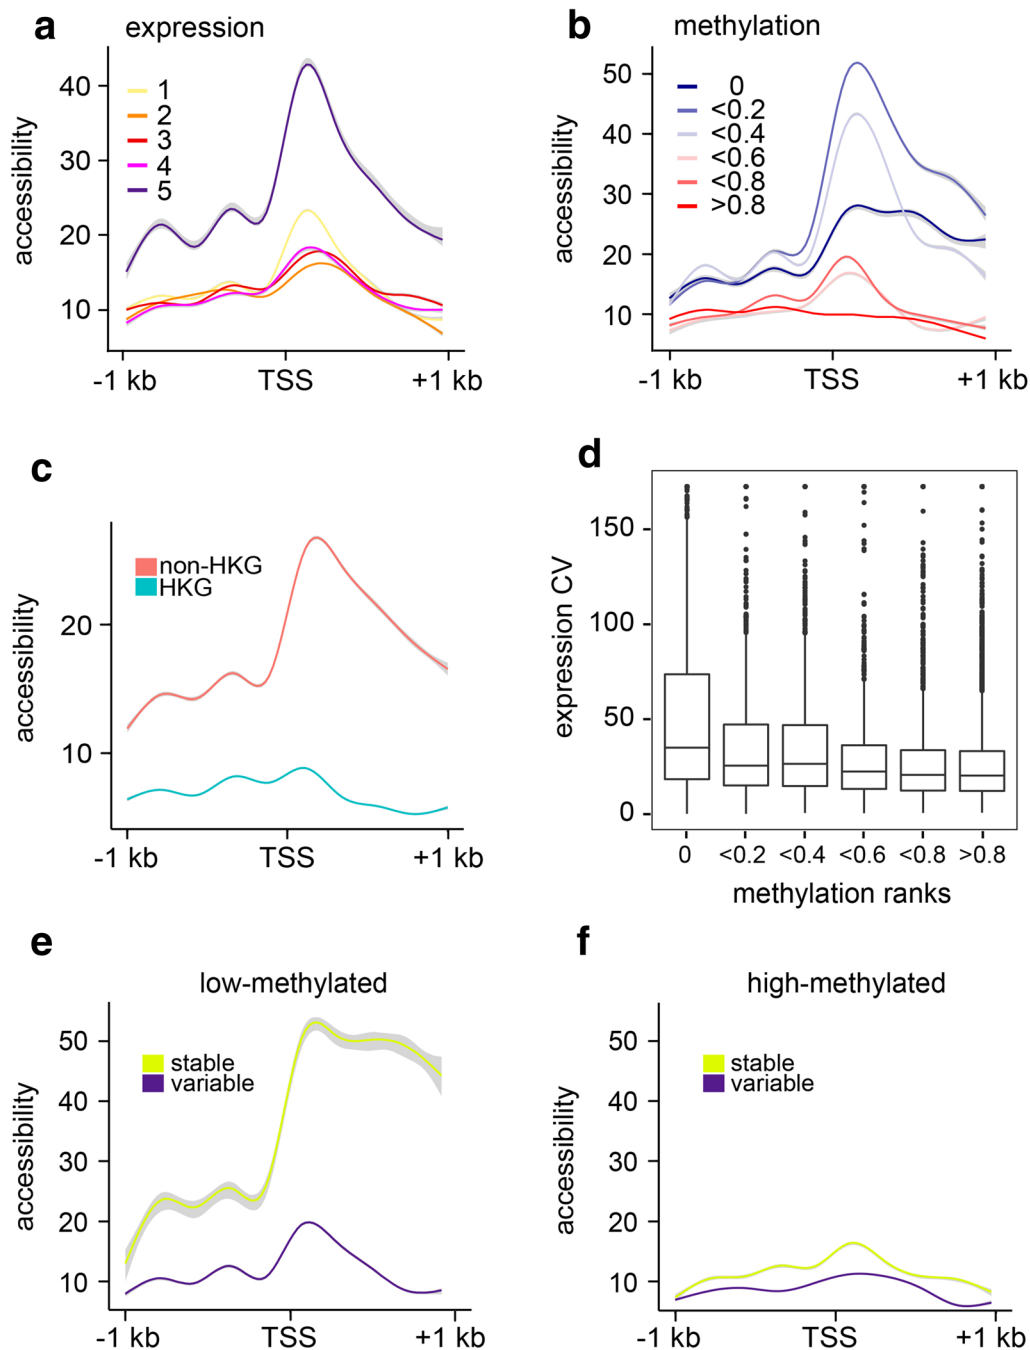 a
expression
accessibility
40
30
20
10
1
2
3
4
5
-1 kb
TSS
+1 kb
b
methylation
accessibility
50
40
30
20
10
0
<0.2
<0.4
<0.6
<0.8
>0.8
-1 kb
TSS
+1 kb
c
accessibility
20
10
non-HKG
HKG
-1 kb
TSS
+1 kb
d
expression CV
150
100
50
0
0 <0.2 <0.4 <0.6 <0.8 >0.8
methylation ranks
e
low-methylated
accessibility
50
40
30
20
10
stable
variable
-1 kb
TSS
+1 kb
f
high-methylated
accessibility
50
40
30
20
10
stable
variable
-1 kb
TSS
+1 kb